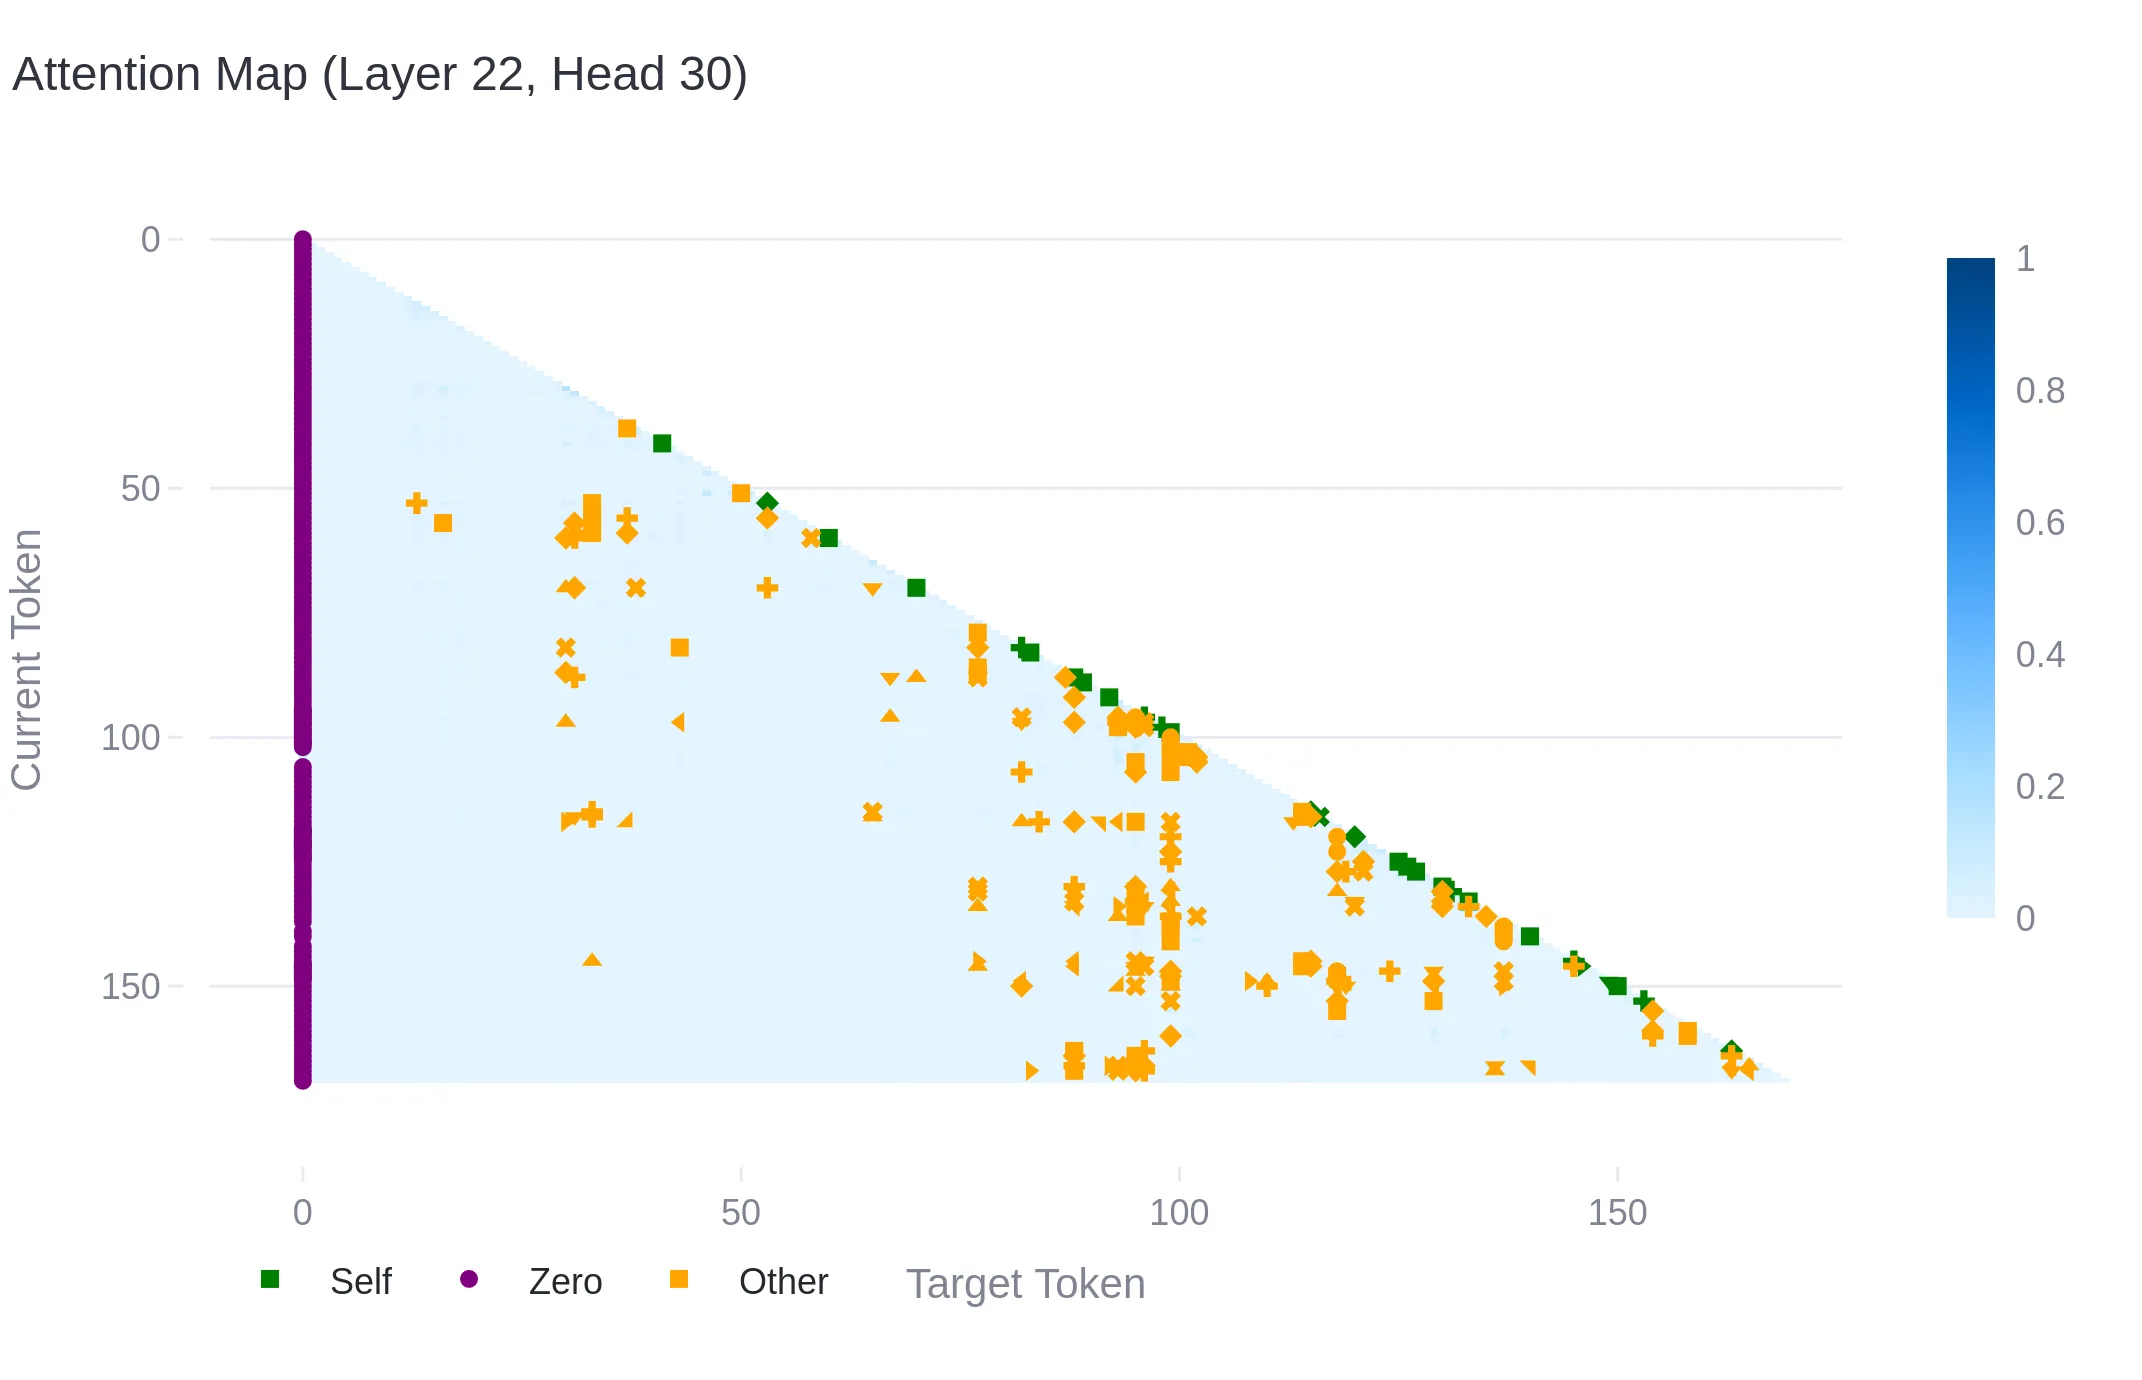 Attention Map (Layer 22, Head 30)
0
50
100
150
Current Token
1
0.8
0.6
0.4
0.2
0
0 50 100 150
Self Zero Other Target Token